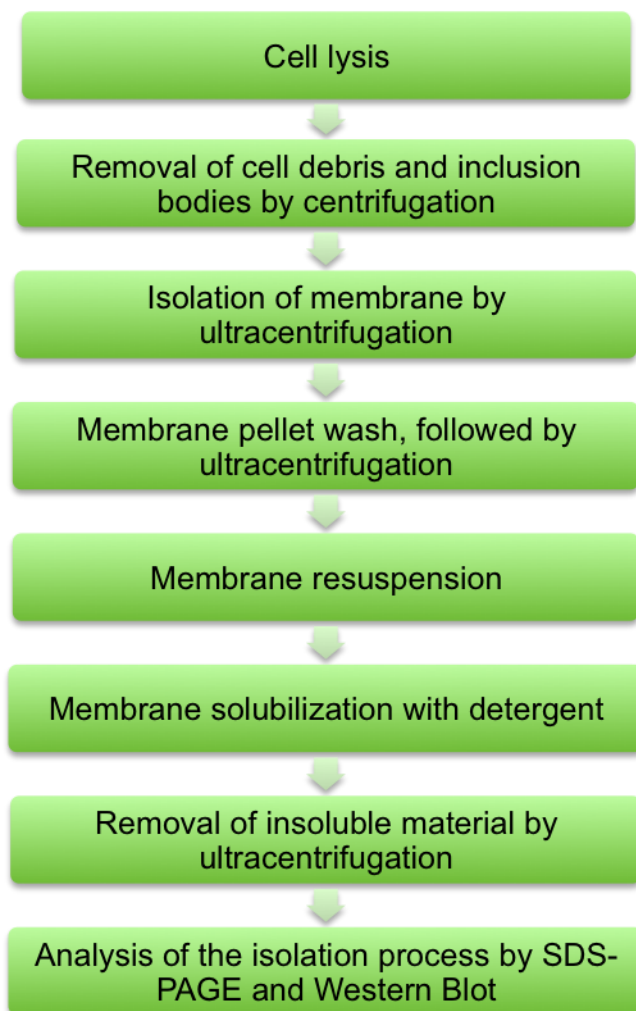 Cell lysis
Removal of cell debris and inclusion
bodies by centrifugation
Isolation of membrane by
ultracentrifugation
Membrane pellet wash, followed by
ultracentrifugation
Membrane resuspension
Membrane solubilization with detergent
Removal of insoluble material by
ultracentrifugation
Analysis of the isolation process by SDS-
PAGE and Western Blot